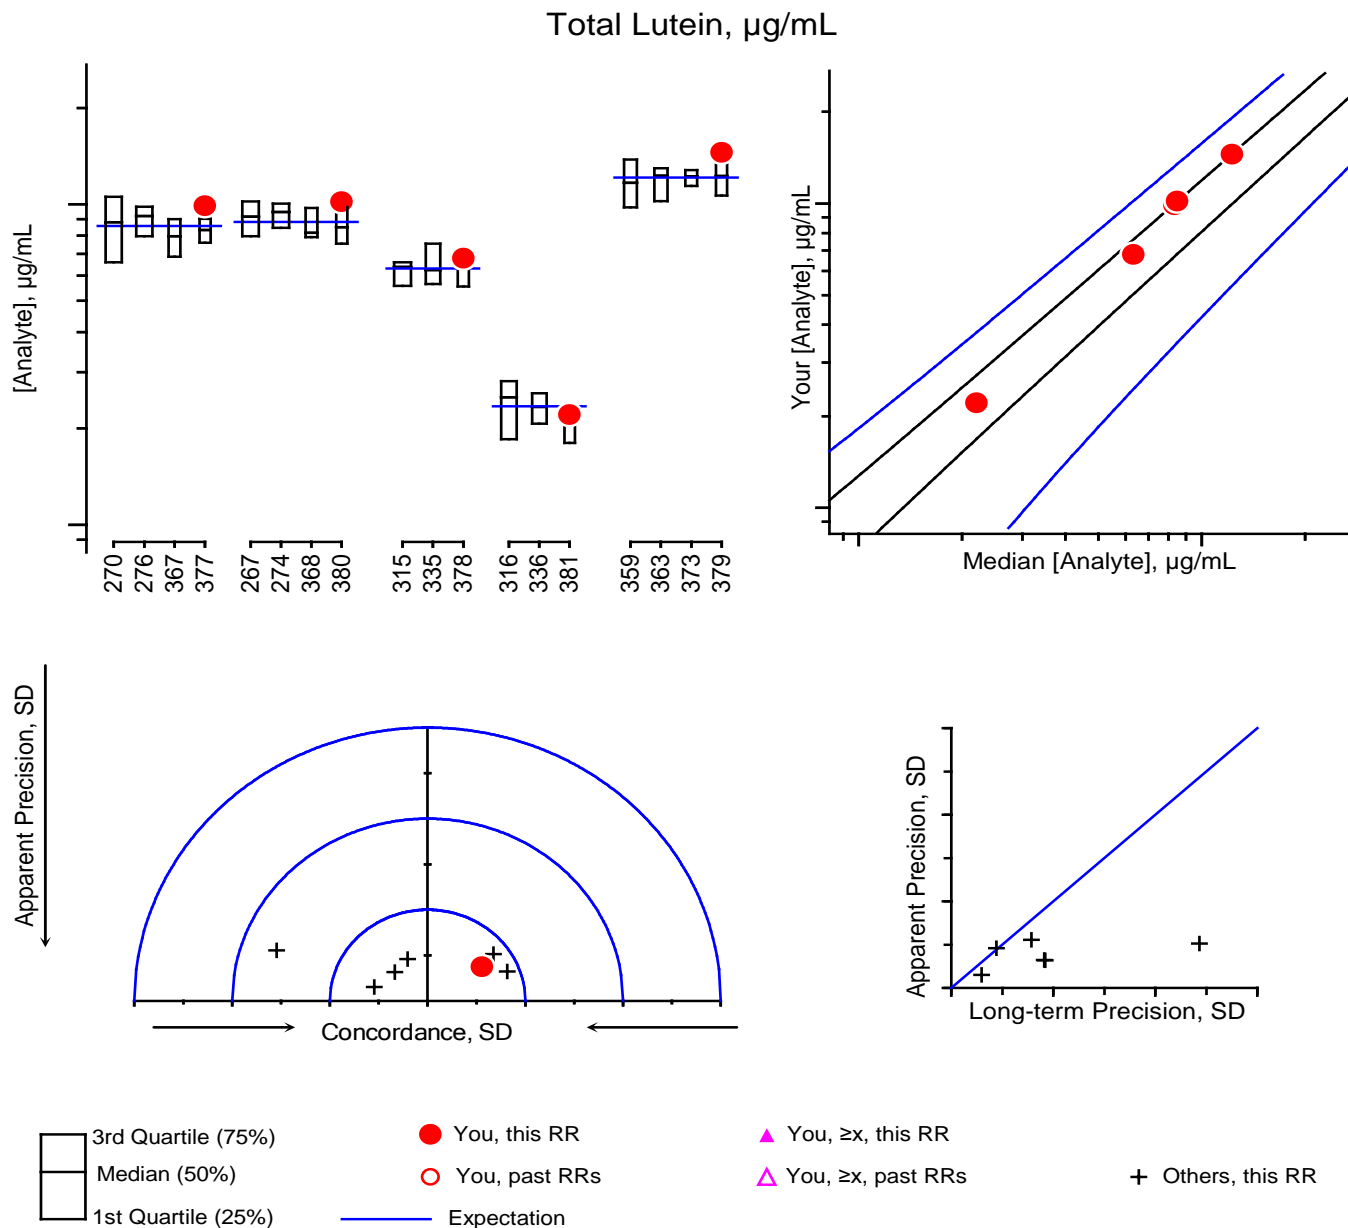 Total Lutein, µg/mL
[Analyte], µg/mL
270 276 367 377 267 274 368 380 315 335 378 316 336 381 359 363 373 379
Your [Analyte], µg/mL
Median [Analyte], µg/mL
Apparent Precision, SD
Concordance, SD
Apparent Precision, SD
Long-term Precision, SD
3rd Quartile (75%)
Median (50%)
1st Quartile (25%)
You, this RR
You, past RRs
Expectation
You, ≥x, this RR
You, ≥x, past RRs
Others, this RR